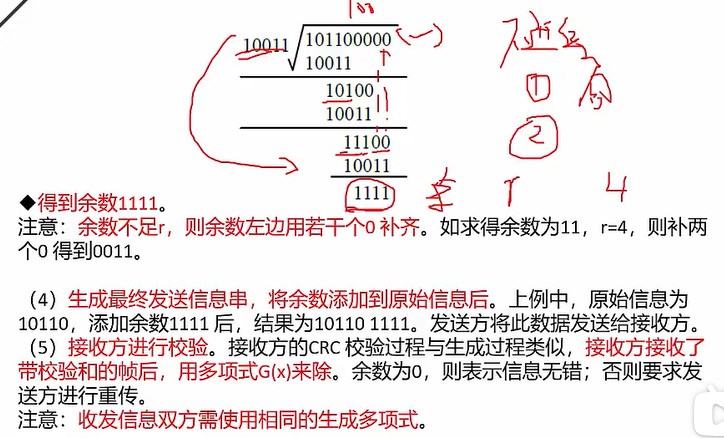 100
10011 101100000 (一)
10011
10100
10011
11100
10011
1111 r 4
① 
②
◆得到余数1111。
注意：余数不足r，则余数左边用若干个0 补齐。如求得余数为11，r=4，则补两
个0 得到0011。
（4）生成最终发送信息串，将余数添加到原始信息后。上例中，原始信息为
10110，添加余数1111 后，结果为10110 1111。发送方将此数据发送给接收方。
（5）接收方进行校验。接收方的CRC 校验过程与生成过程类似，接收方接收了
带校验和的帧后，用多项式G(x)来除。余数为0，则表示信息无错；否则要求发
送方进行重传。
注意：收发信息双方需使用相同的生成多项式。